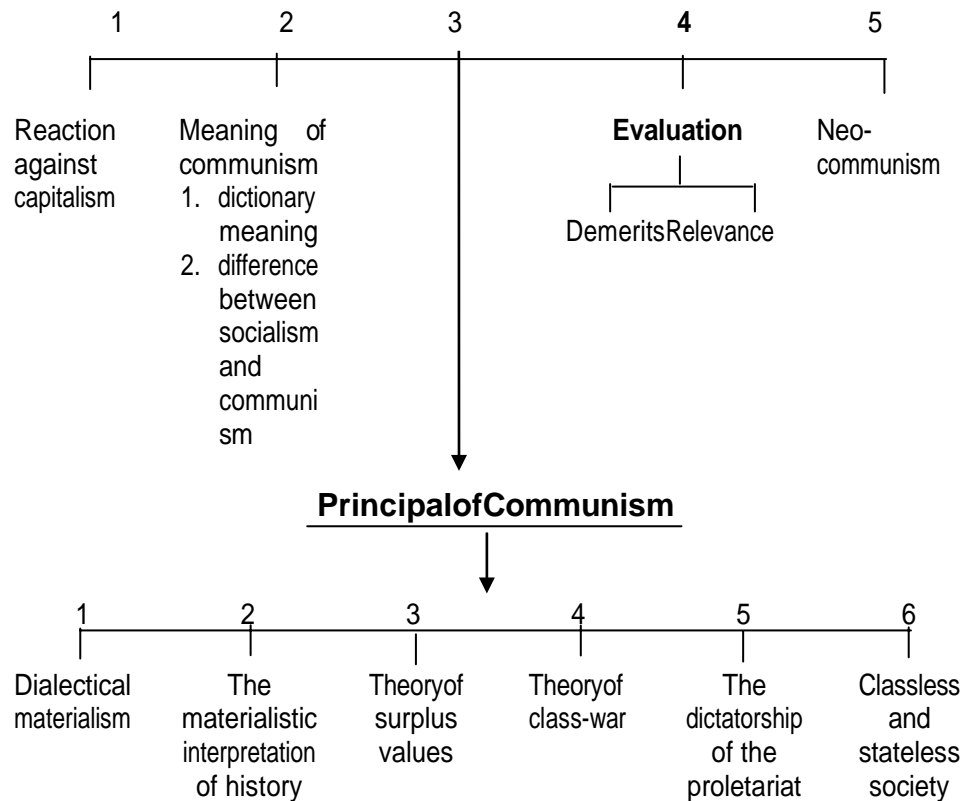 1 2 3 4 5
Reaction
against
capitalism
Meaning of
communism
1. dictionary
meaning
2. difference
between
socialism
and
communi
sm
Evaluation
DemeritsRelevance
Neo-
communism
PrincipalofCommunism
1 2 3 4 5 6
Dialectical
materialism
The
materialistic
interpretation
of history
Theoryof
surplus
values
Theoryof
class-war
The
dictatorship
of the
proletariat
Classless
and
stateless
society